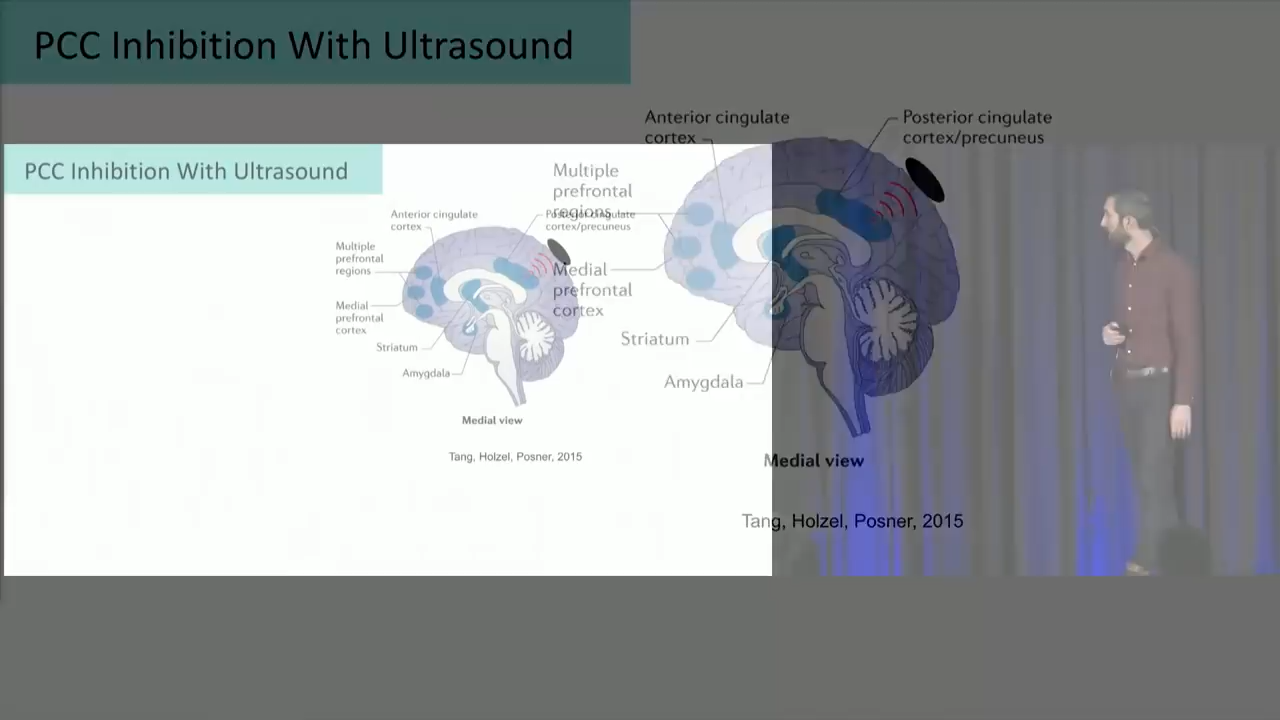 PCC Inhibition With Ultrasound
Anterior cingulate
cortex
Posterior cingulate
cortex/precuneus
Multiple
prefrontal
regions
Medial
prefrontal
cortex
Striatum
Amygdala
Medial view
Tang, Holzel, Posner, 2015
PCC Inhibition With Ultrasound
Anterior cingulate
cortex
Posterior cingulate
cortex/precuneus
Multiple
prefrontal
regions
Medial
prefrontal
cortex
Striatum
Amygdala
Medial view
Tang, Holzel, Posner, 2015